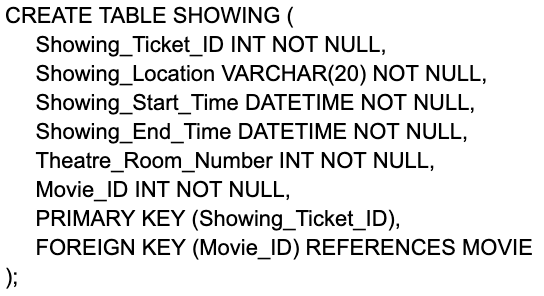 CREATE TABLE SHOWING (
Showing_Ticket_ID INT NOT NULL,
Showing_Location VARCHAR(20) NOT NULL,
Showing_Start_Time DATETIME NOT NULL,
Showing_End_Time DATETIME NOT NULL,
Theatre_Room_Number INT NOT NULL,
Movie_ID INT NOT NULL,
PRIMARY KEY (Showing_Ticket_ID),
FOREIGN KEY (Movie_ID) REFERENCES MOVIE
);